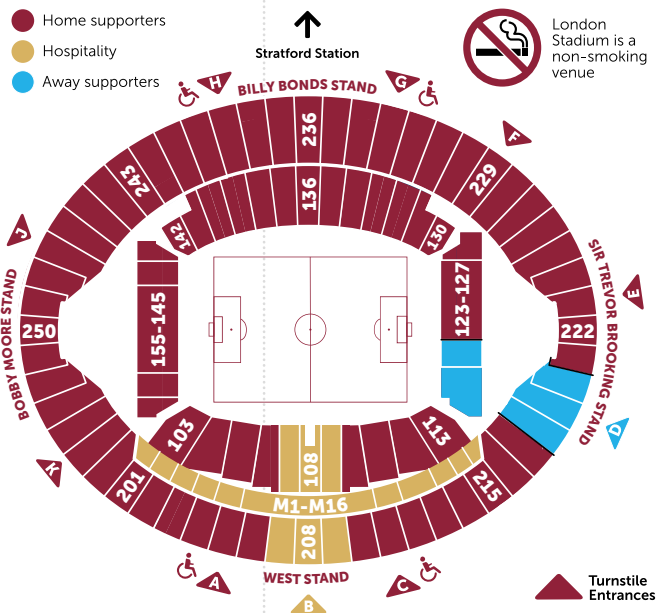 Home supporters
Hospitality
Away supporters
Stratford Station
London
Stadium is a
non-smoking
venue
H
BILLY BONDS STAND
G
F
236
243
229
136
142
130
J
E
SIR TREVOR BROOKING STAND
BOBBY MOORE STAND
155-145
123-127
250
222
D
103
113
108
K
201
M1-M16
215
208
A
WEST STAND
C
B
Turnstile
Entrances